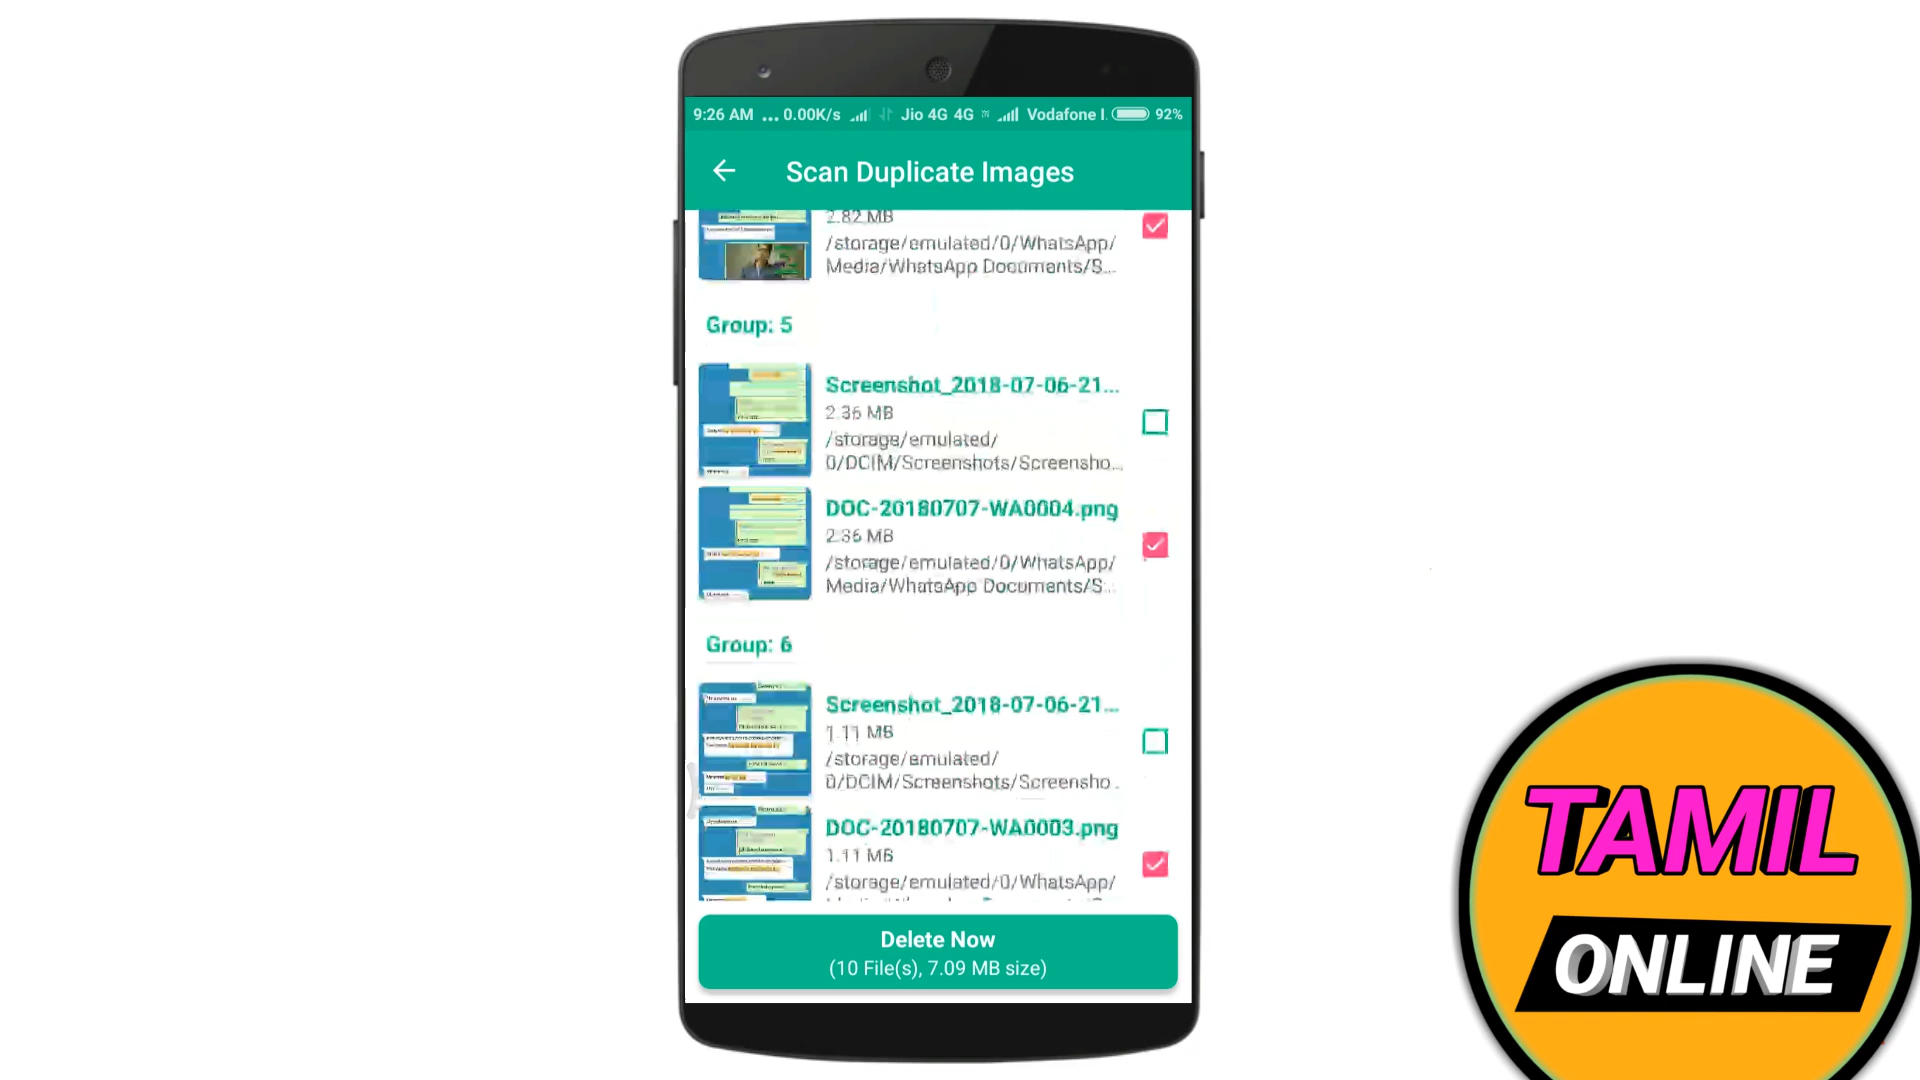 9:26 AM ... 0.00K/s Jio 4G 4G Vodafone I. 92%
Scan Duplicate Images
2.82 MB
/storage/emulated/0/WhatsApp/
Media/WhatsApp Documents/S...
Group: 5
Screenshot_2018-07-06-21...
2.36 MB
/storage/emulated/
0/DCIM/Screenshots/Screensho...
DOC-20180707-WA0004.png
2.36 MB
/storage/emulated/0/WhatsApp/
Media/WhatsApp Documents/S...
Group: 6
Screenshot_2018-07-06-21...
1.11 MB
/storage/emulated/
0/DCIM/Screenshots/Screensho...
DOC-20180707-WA0003.png
1.11 MB
/storage/emulated/0/WhatsApp/
Delete Now
(10 File(s), 7.09 MB size)
TAMIL
ONLINE